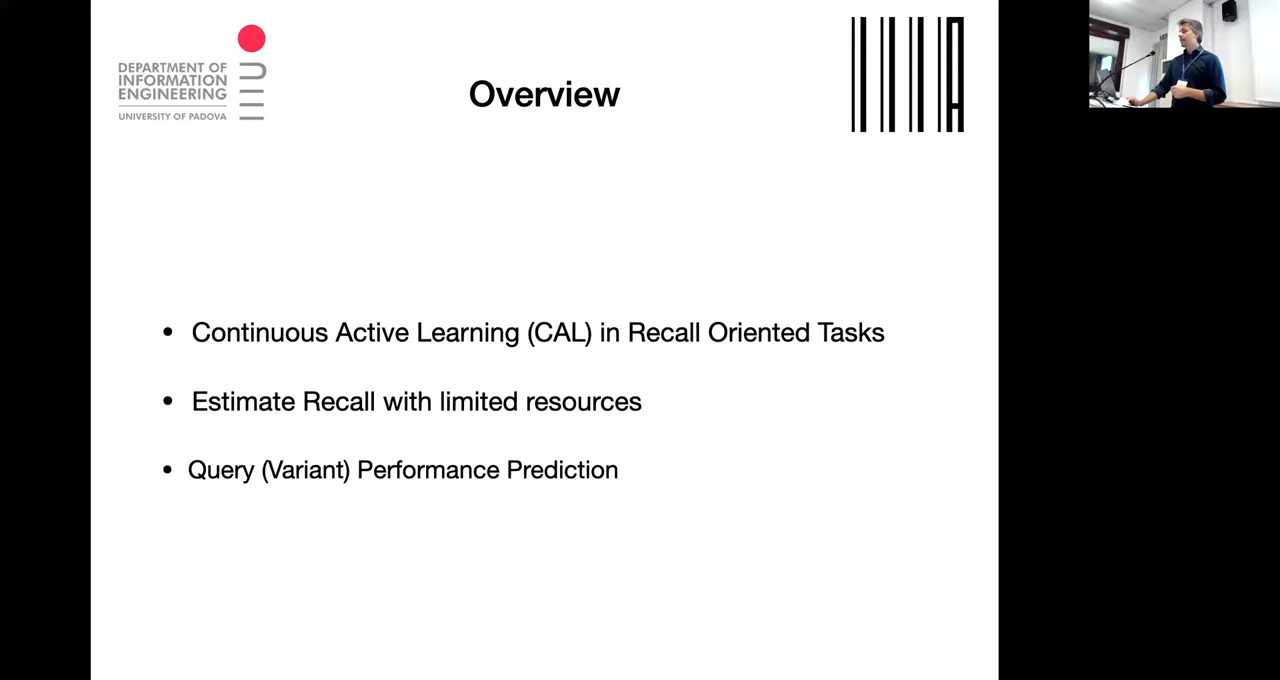 DEPARTMENT OF
INFORMATION
ENGINEERING
UNIVERSITY OF PADOVA
Overview
• Continuous Active Learning (CAL) in Recall Oriented Tasks
• Estimate Recall with limited resources
• Query (Variant) Performance Prediction